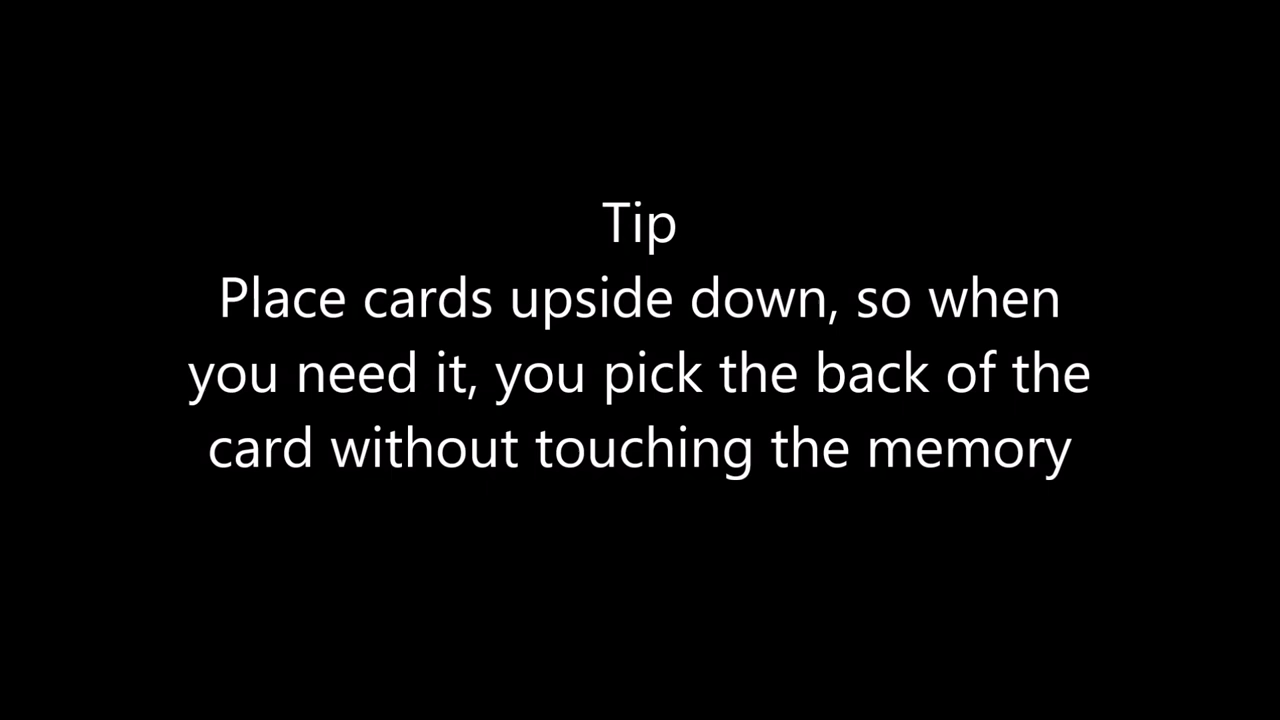 Tip
Place cards upside down, so when
you need it, you pick the back of the
card without touching the memory